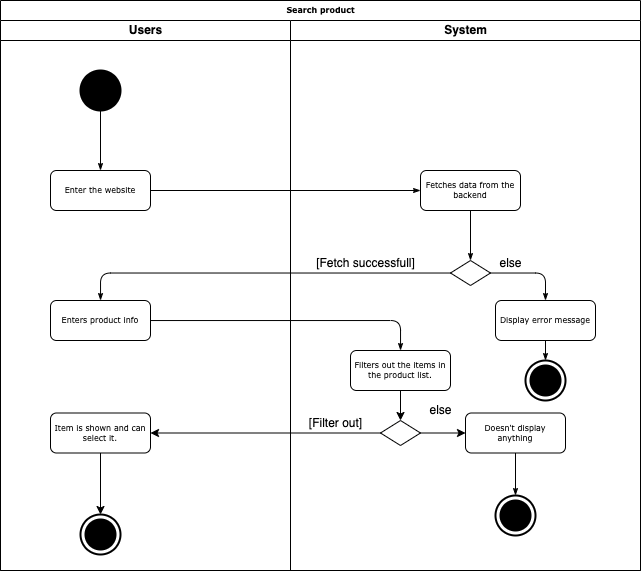 Search product
Users
System
Enter the website
Fetches data from the
backend
[Fetch successfull]
else
Enters product info
Display error message
Filters out the items in
the product list.
else
[Filter out]
Item is shown and can
select it.
Doesn't display
anything